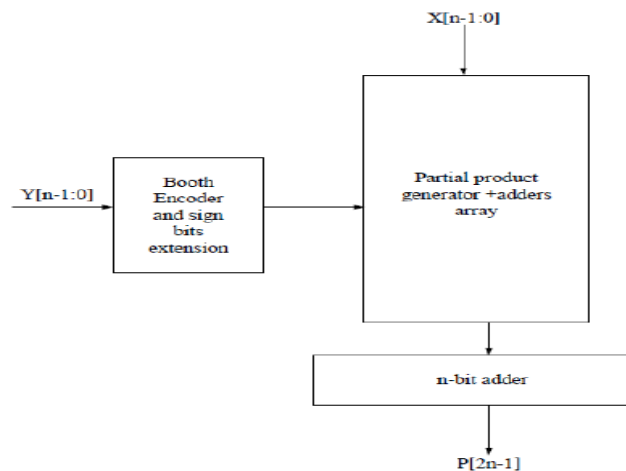 X[n-1:0]
Partial product
generator +adders
array
Y[n-1:0]
Booth
Encoder
and sign
bits
extension
n-bit adder
P[2n-1]